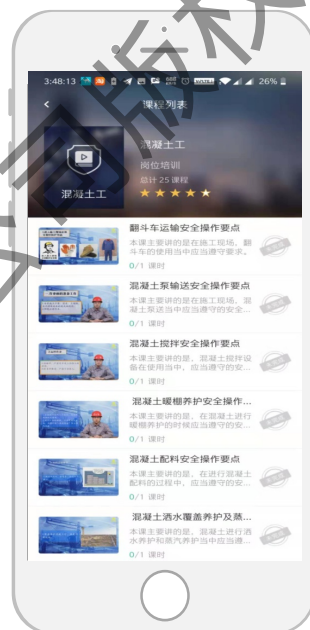 司版权
3:48:13
26%
课程列表
混凝土工
岗位培训
总计 25 课程
混凝土工
翻斗车运输安全操作要点
本课主要讲的是在施工现场，翻
斗车的使用当中应当遵守要求。
0/1 课时
混凝土泵输送安全操作要点
本课主要讲的是在施工现场，混
凝土泵送当中应当遵守的安...
0/1 课时
混凝土搅拌安全操作要点
本课主要讲的是，混凝土搅拌设
备在使用当中，应当遵守的安...
0/1 课时
混凝土暖棚养护安全操作...
本课主要讲的是，在混凝土进行
暖棚养护的时候应当遵守的安...
0/1 课时
混凝土配料安全操作要点
本课主要讲的是，在进行混凝土
配料的过程中，应当遵守的安...
0/1 课时
混凝土洒水覆盖养护及蒸...
本课主要讲的是，混凝土进行洒
水养护和蒸汽养护当中应当遵...
0/1 课时